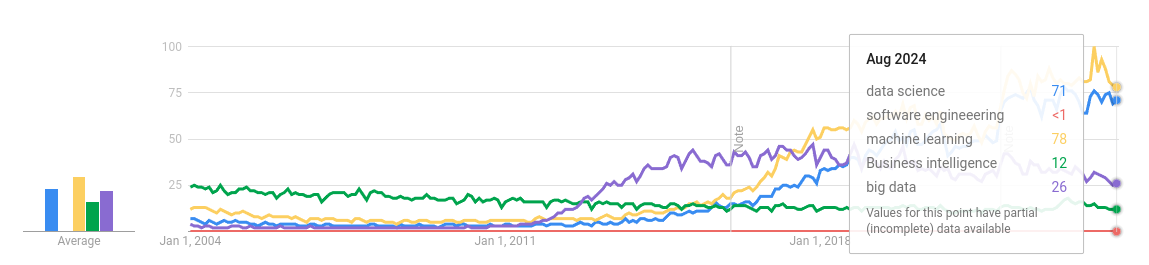 100
75
50
25
Average
Jan 1, 2004
Jan 1, 2011
Jan 1, 2018
Note
Aug 2024
data science 71
software engineeering <1
machine learning 78
Business intelligence 12
big data 26
Values for this point have partial
(incomplete) data available